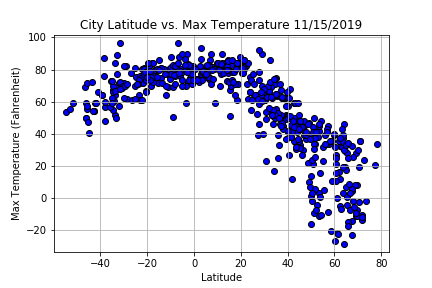 City Latitude vs. Max Temperature 11/15/2019
Max Temperature (Fahrenheit)
100
80
60
40
20
0
−20
−40 −20 0 20 40 60 80
Latitude